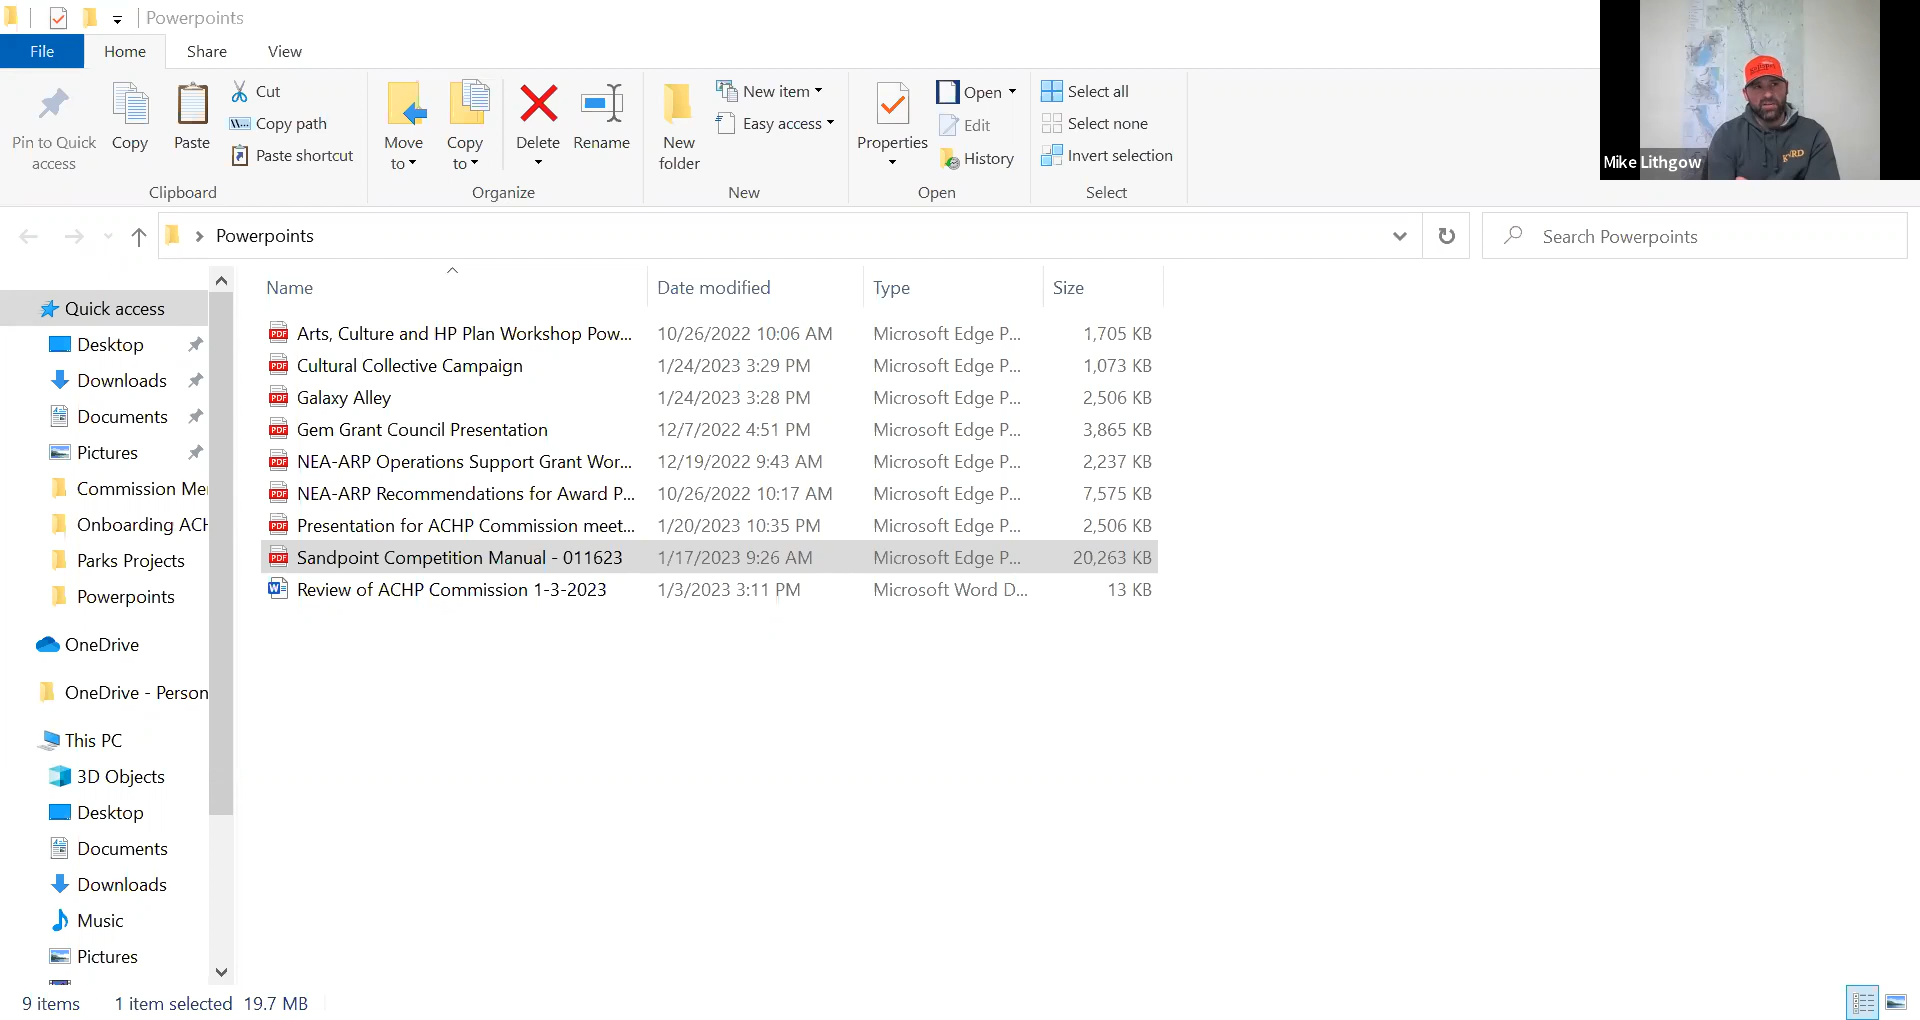 Powerpoints
File
Home
Share
View
Pin to Quick
access
Copy
Paste
Cut
Copy path
Paste shortcut
Clipboard
Move
to
Copy
to
Delete
Rename
Organize
New
folder
New item
Easy access
New
Properties
Open
Edit
History
Open
Select all
Select none
Invert selection
Select
Mike Lithgow
Powerpoints
Search Powerpoints
Quick access
Desktop
Downloads
Documents
Pictures
Commission Me
Onboarding ACH
Parks Projects
Powerpoints
OneDrive
OneDrive - Person
This PC
3D Objects
Desktop
Documents
Downloads
Music
Pictures
Name Date modified Type Size
PDF Arts, Culture and HP Plan Workshop Pow... 10/26/2022 10:06 AM Microsoft Edge P... 1,705 KB
PDF Cultural Collective Campaign 1/24/2023 3:29 PM Microsoft Edge P... 1,073 KB
PDF Galaxy Alley 1/24/2023 3:28 PM Microsoft Edge P... 2,506 KB
PDF Gem Grant Council Presentation 12/7/2022 4:51 PM Microsoft Edge P... 3,865 KB
PDF NEA-ARP Operations Support Grant Wor... 12/19/2022 9:43 AM Microsoft Edge P... 2,237 KB
PDF NEA-ARP Recommendations for Award P... 10/26/2022 10:17 AM Microsoft Edge P... 7,575 KB
PDF Presentation for ACHP Commission meet... 1/20/2023 10:35 PM Microsoft Edge P... 2,506 KB
PDF Sandpoint Competition Manual - 011623 1/17/2023 9:26 AM Microsoft Edge P... 20,263 KB
W Review of ACHP Commission 1-3-2023 1/3/2023 3:11 PM Microsoft Word D... 13 KB
9 items 1 item selected 19.7 MB